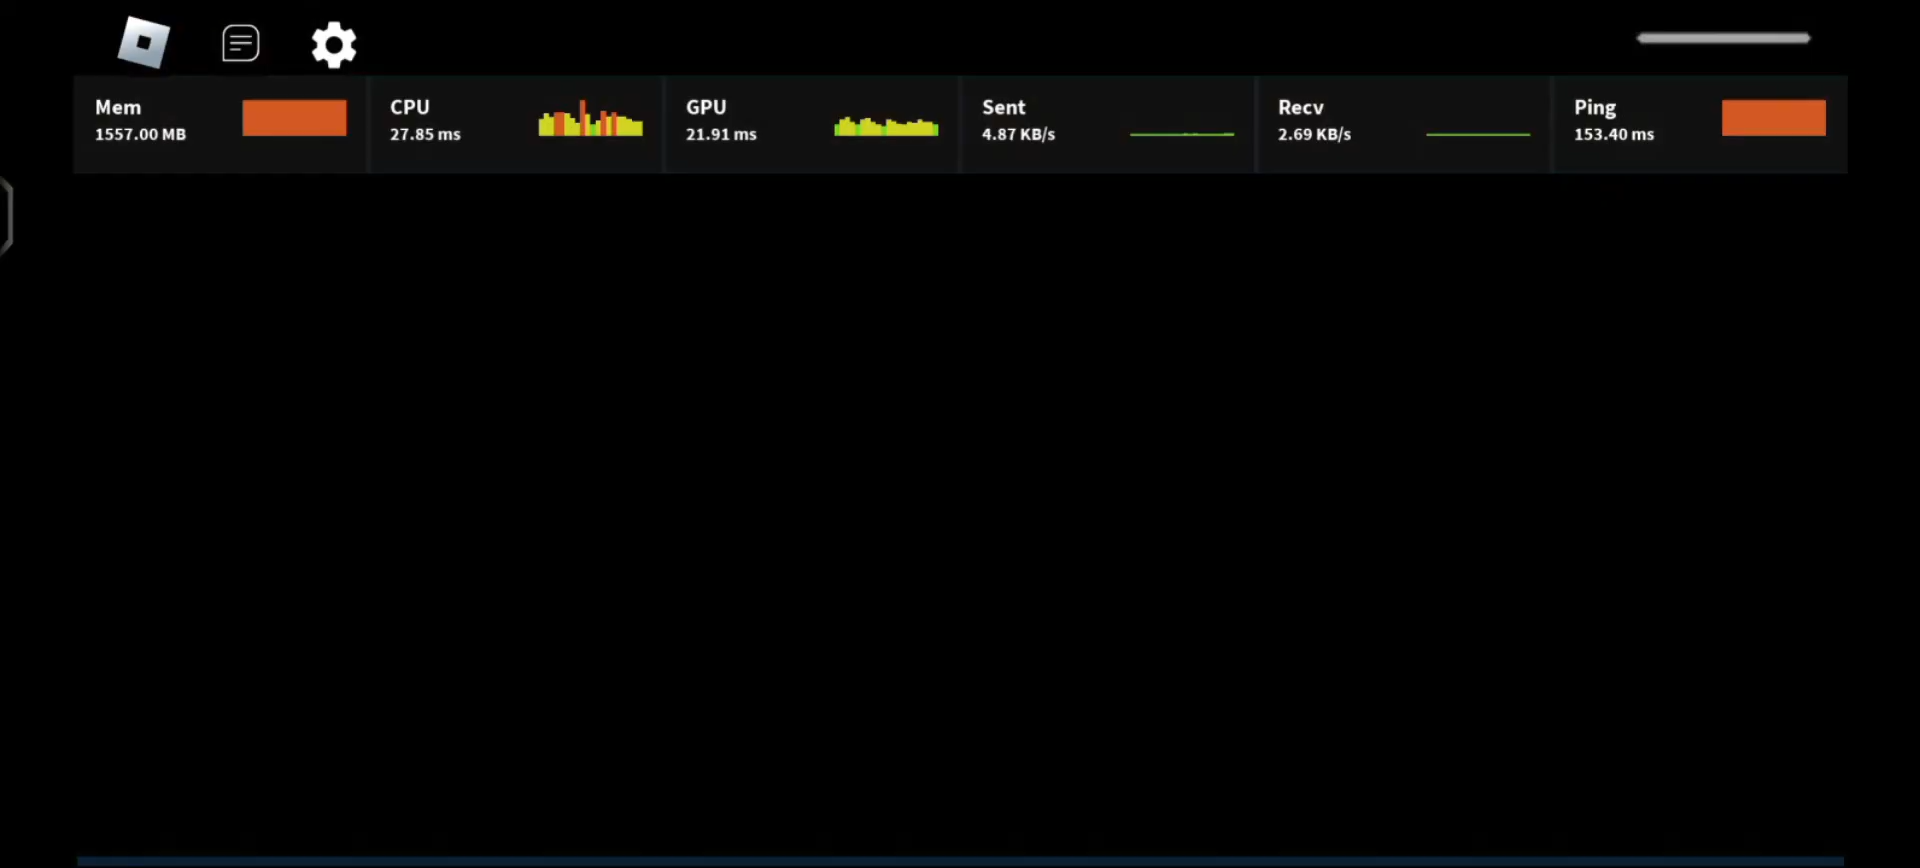 Mem
1557.00 MB
CPU
27.85 ms
GPU
21.91 ms
Sent
4.87 KB/s
Recv
2.69 KB/s
Ping
153.40 ms